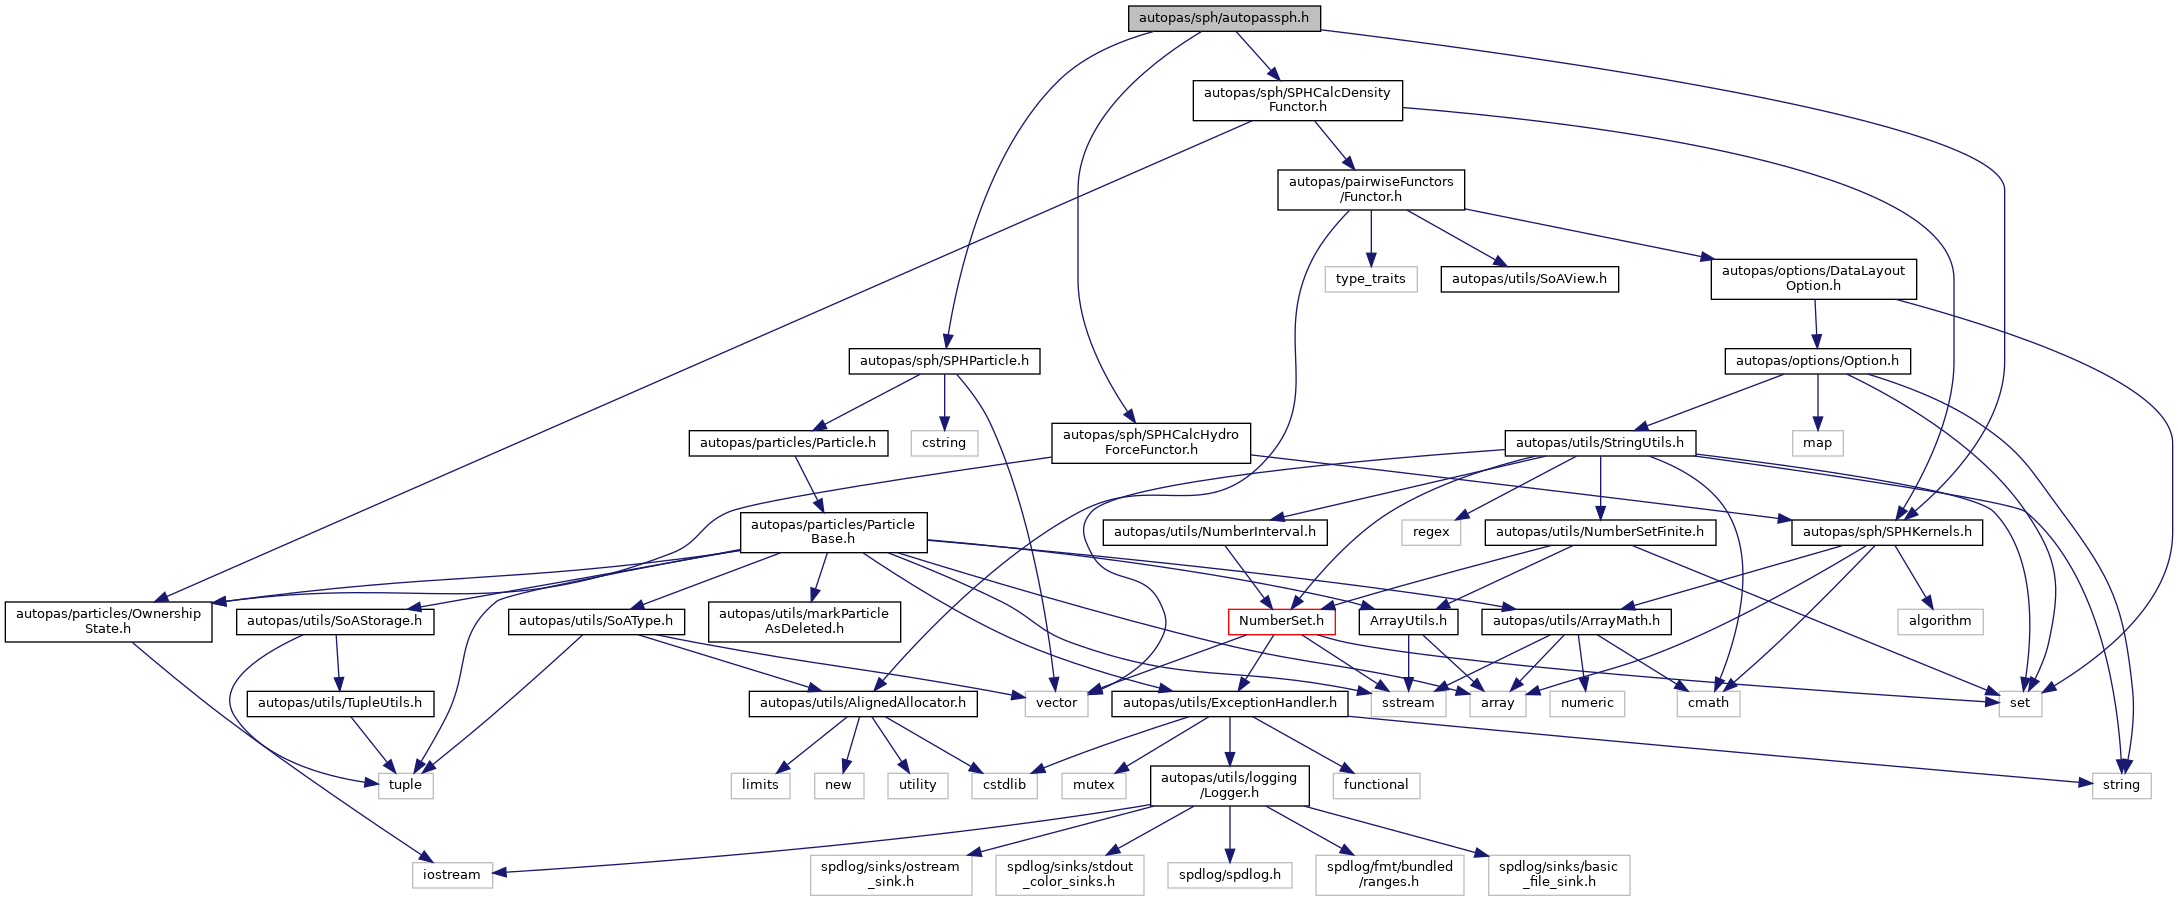 autopas/sph/autopassph.h
autopas/sph/SPHCalcDensity
Functor.h
autopas/pairwiseFunctors
/Functor.h
type_traits
autopas/utils/SoAView.h
autopas/options/DataLayout
Option.h
autopas/sph/SPHParticle.h
autopas/options/Option.h
autopas/particles/Particle.h
cstring
autopas/sph/SPHCalcHydro
ForceFunctor.h
autopas/utils/StringUtils.h
map
autopas/particles/Particle
Base.h
autopas/utils/NumberInterval.h
regex
autopas/utils/NumberSetFinite.h
autopas/sph/SPHKernels.h
autopas/particles/Ownership
State.h
autopas/utils/SoAStorage.h
autopas/utils/SoAType.h
autopas/utils/markParticle
AsDeleted.h
NumberSet.h
ArrayUtils.h
autopas/utils/ArrayMath.h
algorithm
autopas/utils/TupleUtils.h
autopas/utils/AlignedAllocator.h
vector
autopas/utils/ExceptionHandler.h
sstream
array
numeric
cmath
set
tuple
limits
new
utility
cstdlib
mutex
autopas/utils/logging
/Logger.h
functional
string
iostream
spdlog/sinks/ostream
_sink.h
spdlog/sinks/stdout
_color_sinks.h
spdlog/spdlog.h
spdlog/fmt/bundled
/ranges.h
spdlog/sinks/basic
_file_sink.h